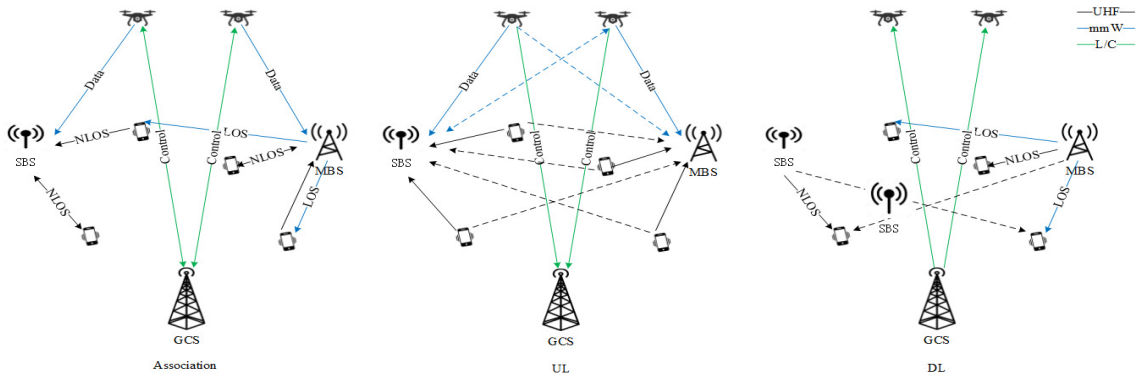 UHF
mmW
L/C
Data
Data
NLOS
LOS
Control
Control
NLOS
SBS
MBS
NLOS
LOS
GCS
Association
Data
Data
Control
Control
SBS
MBS
GCS
UL
LOS
Control
Control
NLOS
SBS
MBS
NLOS
SBS
LOS
GCS
DL